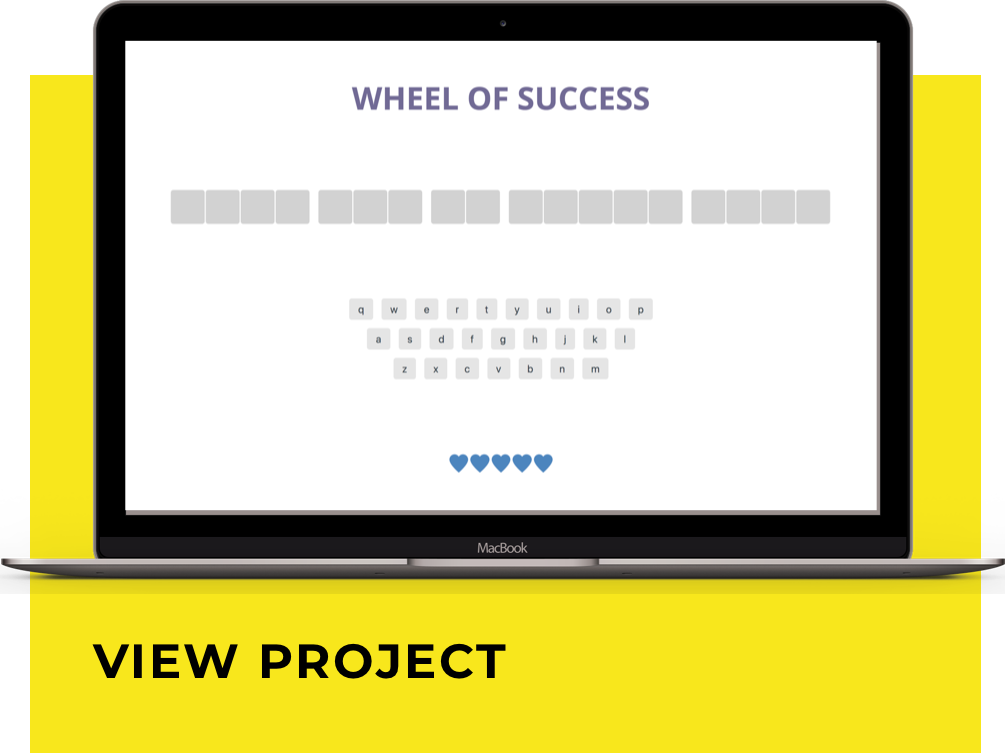 WHEEL OF SUCCESS
q w e r t y u i o p
a s d f g h j k l
z x c v b n m
MacBook
VIEW PROJECT